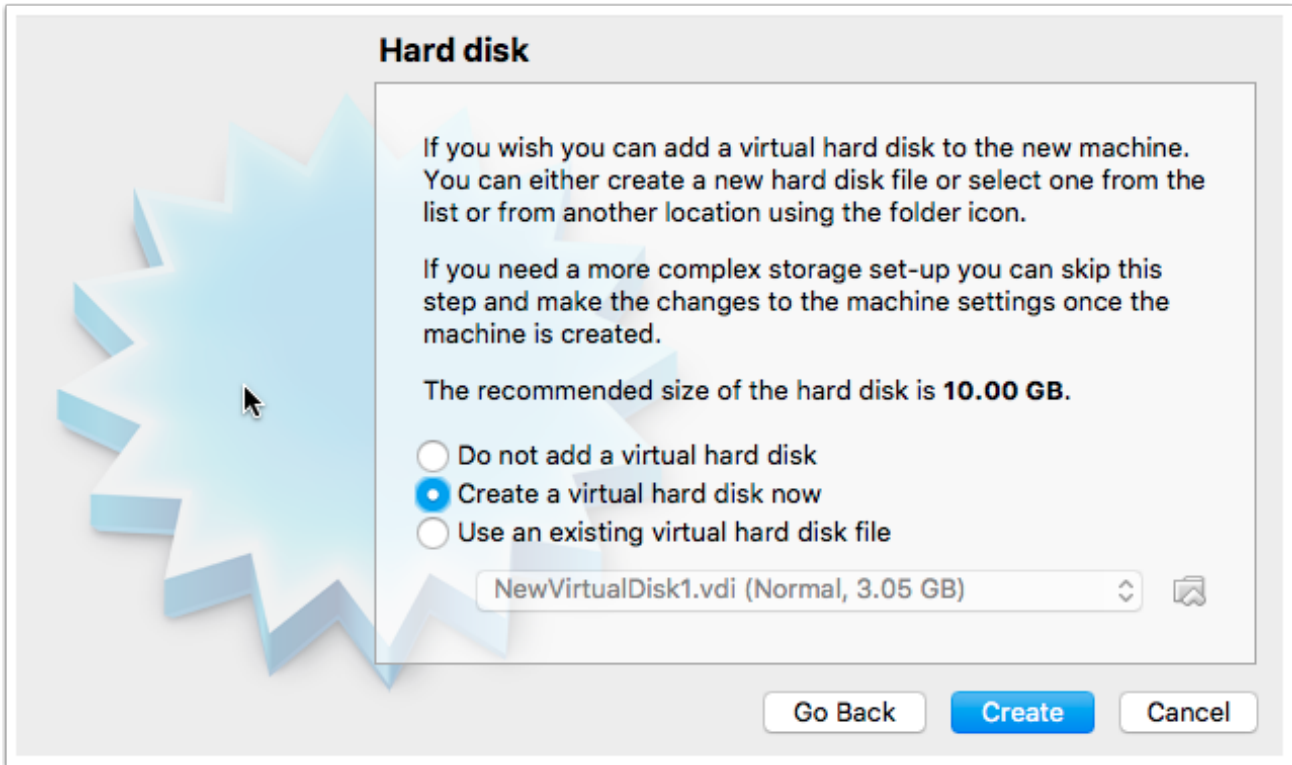 Hard disk
If you wish you can add a virtual hard disk to the new machine.
You can either create a new hard disk file or select one from the
list or from another location using the folder icon.
If you need a more complex storage set-up you can skip this
step and make the changes to the machine settings once the
machine is created.
The recommended size of the hard disk is 10.00 GB.
Do not add a virtual hard disk
Create a virtual hard disk now
Use an existing virtual hard disk file
NewVirtualDisk1.vdi (Normal, 3.05 GB)
Go Back
Create
Cancel